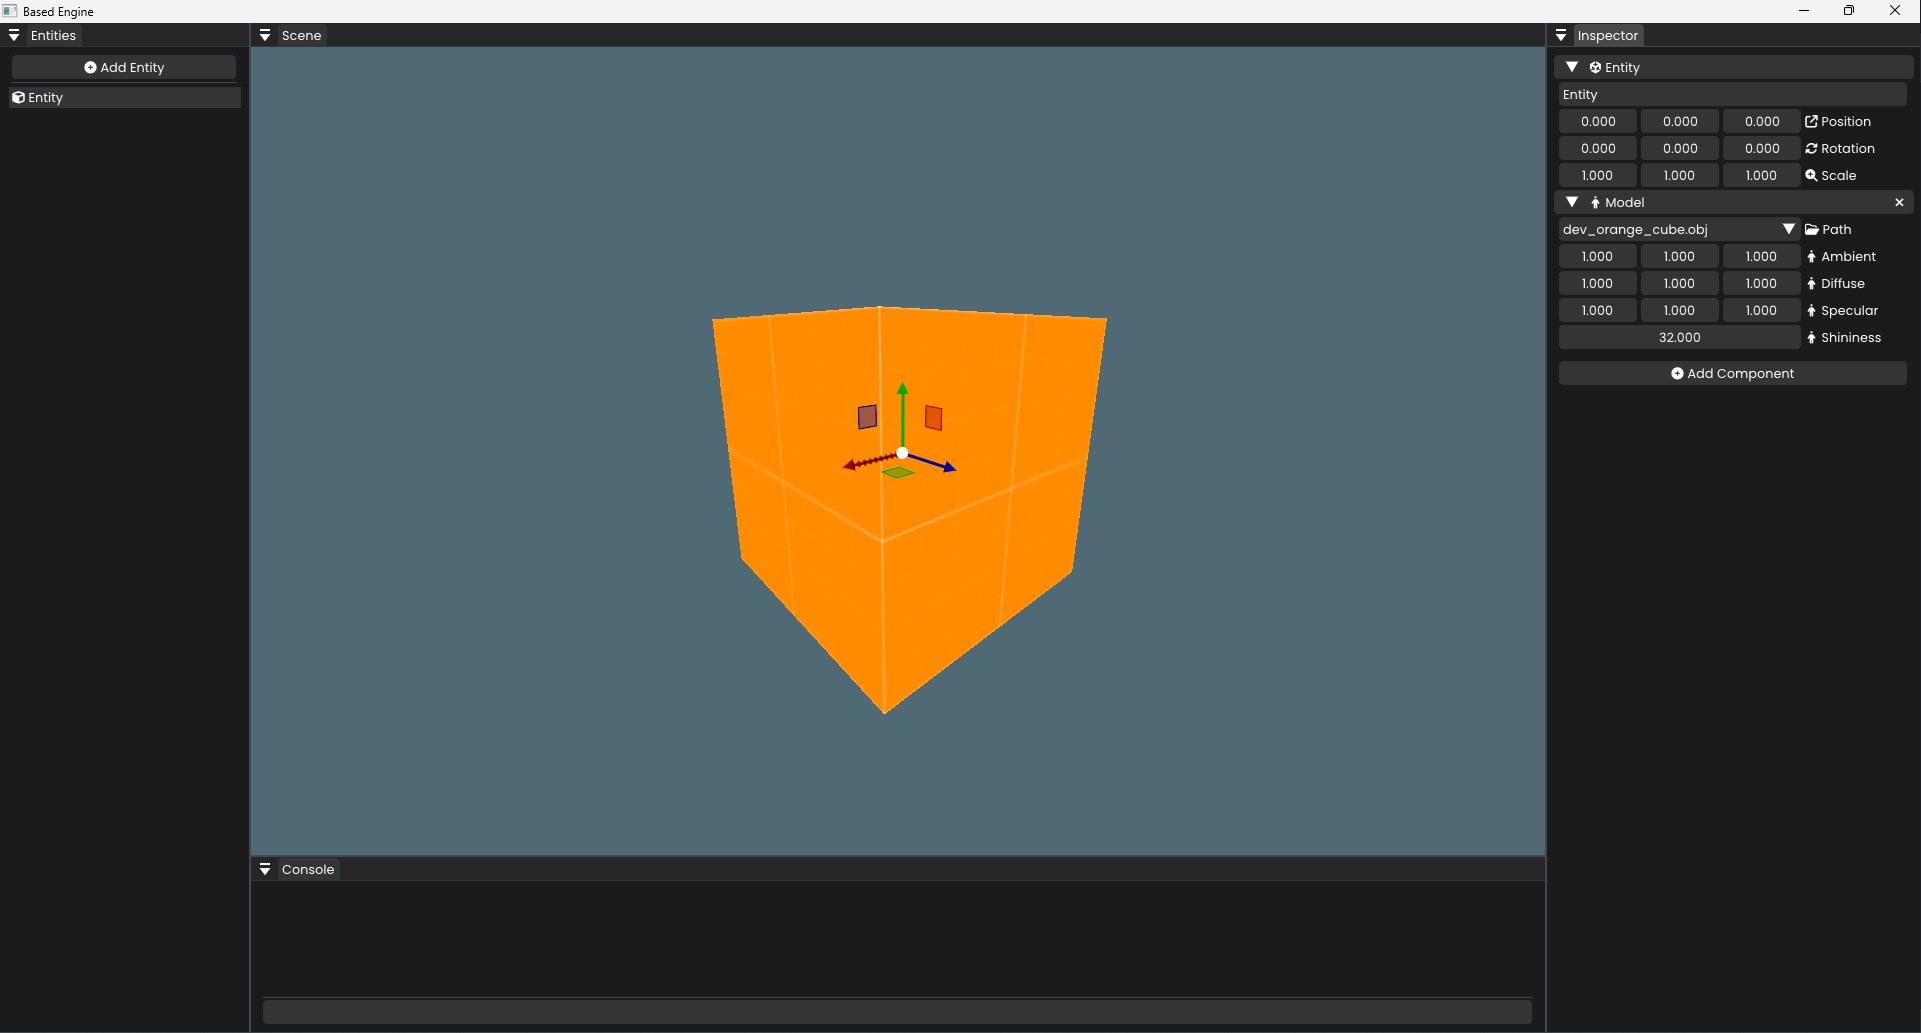 Based Engine
Entities
Add Entity
Entity
Scene
Console
Inspector
Entity
Entity
0.000 0.000 0.000 Position
0.000 0.000 0.000 Rotation
1.000 1.000 1.000 Scale
Model
dev_orange_cube.obj Path
1.000 1.000 1.000 Ambient
1.000 1.000 1.000 Diffuse
1.000 1.000 1.000 Specular
32.000 Shininess
Add Component